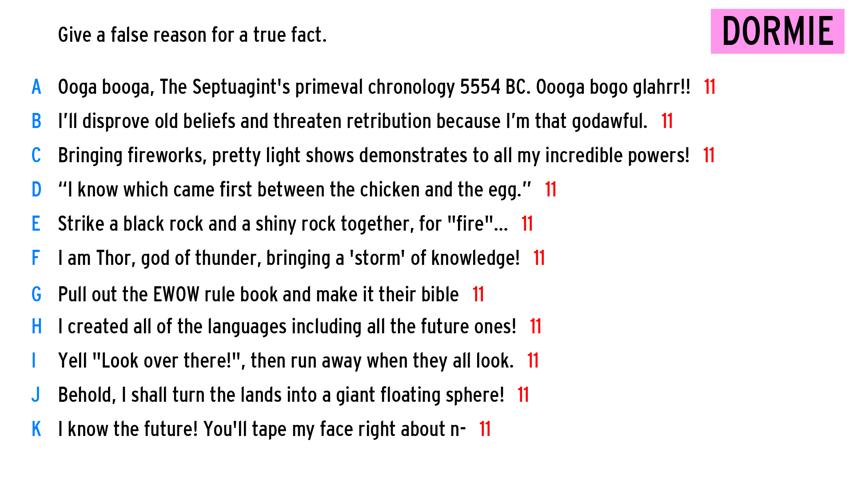 Give a false reason for a true fact.
DORMIE
A Ooga booga, The Septuagint's primeval chronology 5554 BC. Oooga bogo glahrr!! 11
B I'll disprove old beliefs and threaten retribution because I'm that godawful. 11
C Bringing fireworks, pretty light shows demonstrates to all my incredible powers! 11
D “I know which came first between the chicken and the egg.” 11
E Strike a black rock and a shiny rock together, for "fire"... 11
F I am Thor, god of thunder, bringing a 'storm' of knowledge! 11
G Pull out the EWOW rule book and make it their bible 11
H I created all of the languages including all the future ones! 11
I Yell "Look over there!", then run away when they all look. 11
J Behold, I shall turn the lands into a giant floating sphere! 11
K I know the future! You'll tape my face right about n- 11